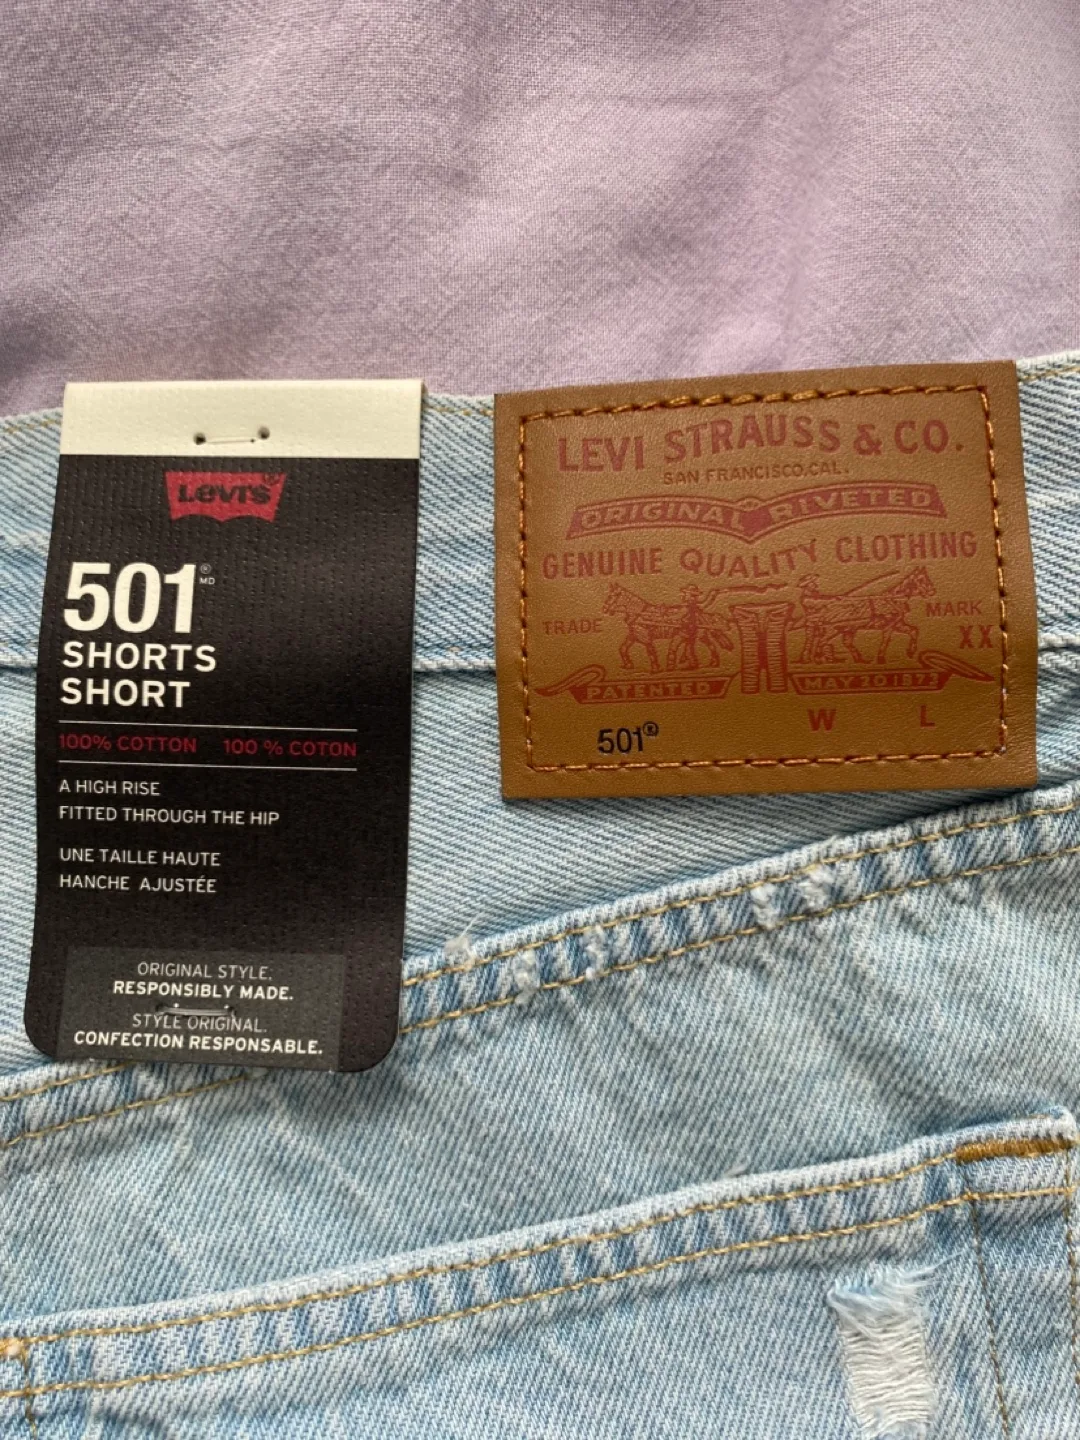 Levi's®
501® MD
SHORTS
SHORT
100% COTTON 100 % COTON
A HIGH RISE
FITTED THROUGH THE HIP
UNE TAILLE HAUTE
HANCHE AJUSTÉE
ORIGINAL STYLE.
RESPONSIBLY MADE.
STYLE ORIGINAL.
CONFECTION RESPONSABLE.
LEVI STRAUSS & CO.
SAN FRANCISCO,CAL.
ORIGINAL RIVETED
GENUINE QUALITY CLOTHING
TRADE MARK
XX
PATENTED MAY 20 1873
W L
501®